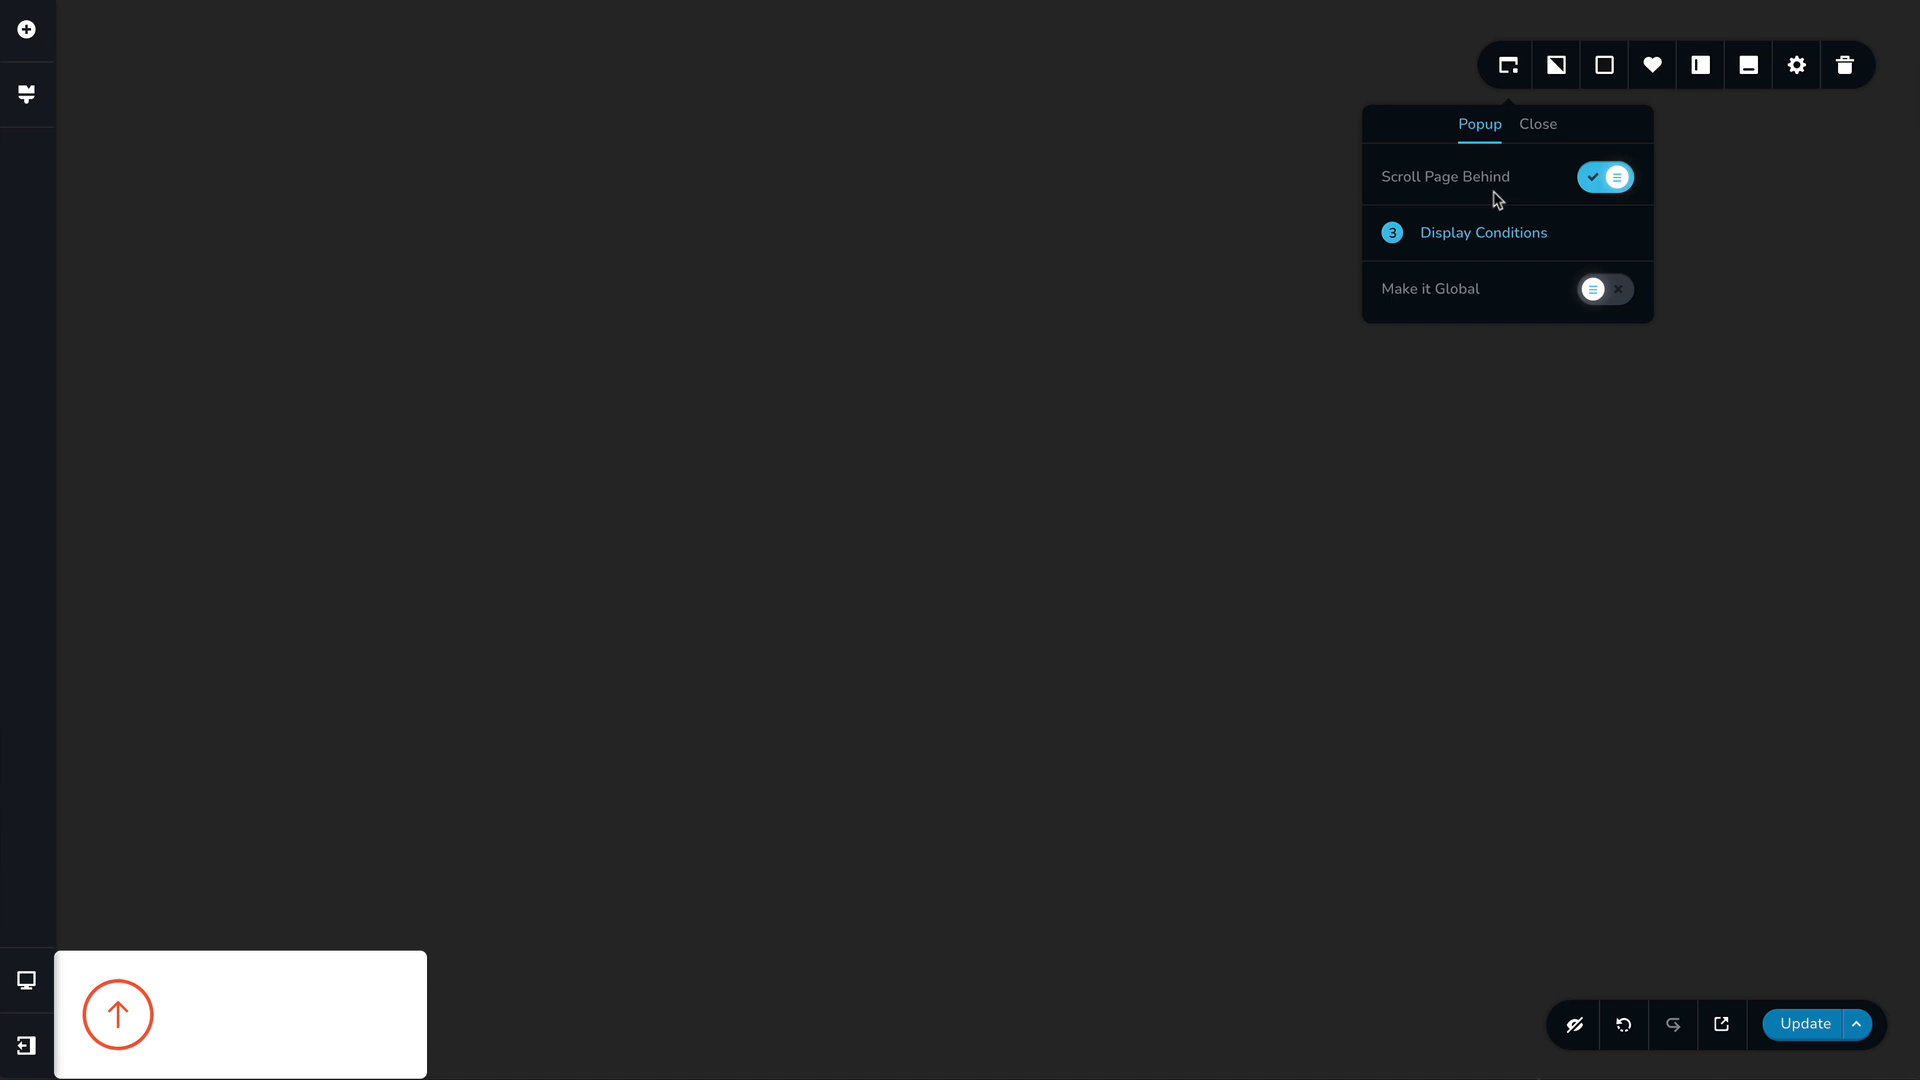 Popup Close
Scroll Page Behind
3 Display Conditions
Make it Global
Update